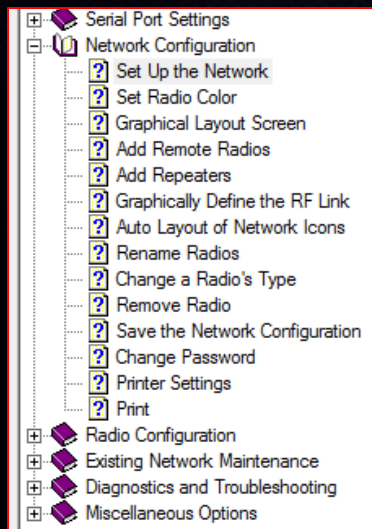 Serial Port Settings
Network Configuration
Set Up the Network
Set Radio Color
Graphical Layout Screen
Add Remote Radios
Add Repeaters
Graphically Define the RF Link
Auto Layout of Network Icons
Rename Radios
Change a Radio's Type
Remove Radio
Save the Network Configuration
Change Password
Printer Settings
Print
Radio Configuration
Existing Network Maintenance
Diagnostics and Troubleshooting
Miscellaneous Options